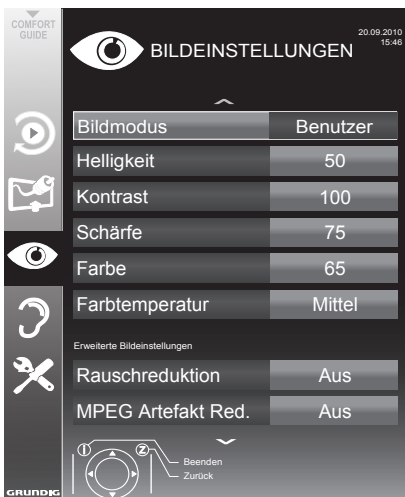 COMFORT
GUIDE
BILDEINSTELLUNGEN
20.09.2010
15:46
Bildmodus Benutzer
Helligkeit 50
Kontrast 100
Schärfe 75
Farbe 65
Farbtemperatur Mittel
Erweiterte Bildeinstellungen
Rauschreduktion Aus
MPEG Artefakt Red. Aus
Beenden
Zurück
GRUNDIG